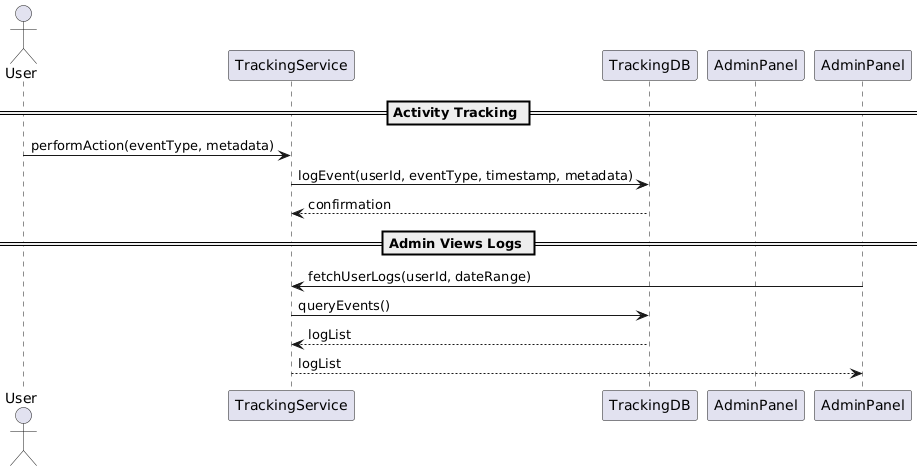 User
TrackingService
TrackingDB
AdminPanel
AdminPanel
Activity Tracking
performAction(eventType, metadata)
logEvent(userId, eventType, timestamp, metadata)
confirmation
Admin Views Logs
fetchUserLogs(userId, dateRange)
queryEvents()
logList
logList
User
TrackingService
TrackingDB
AdminPanel
AdminPanel